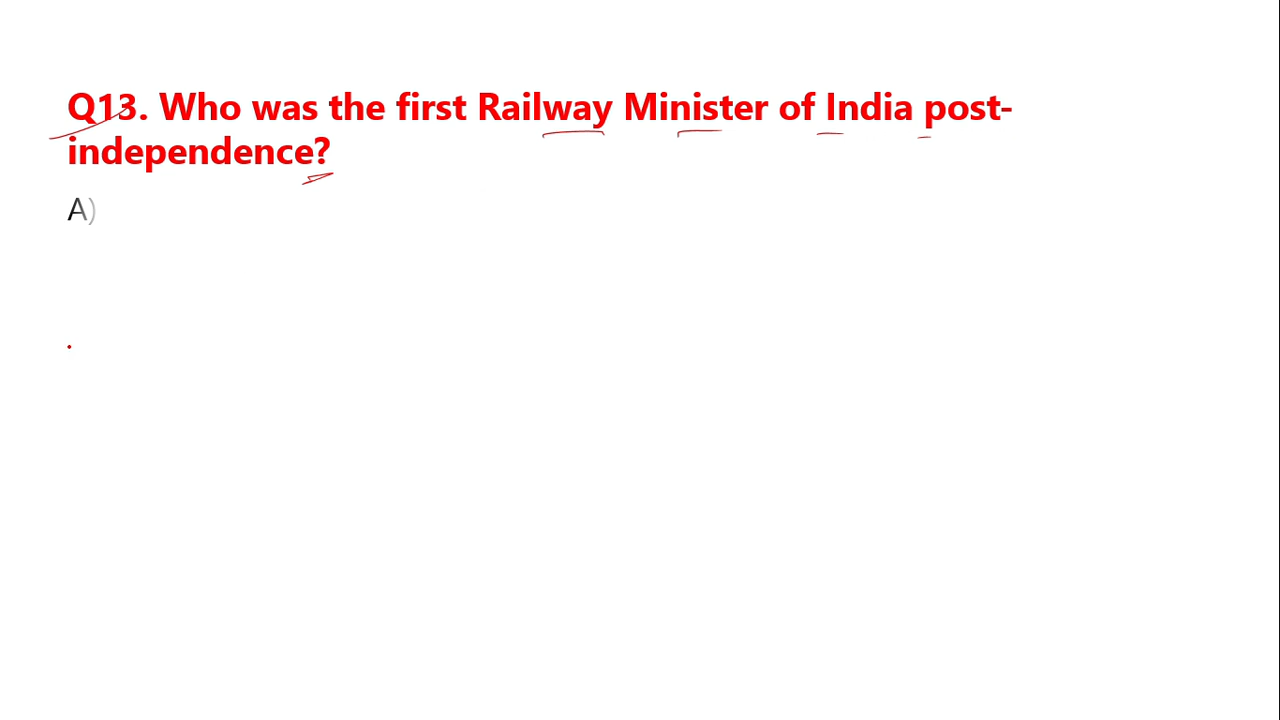 Q13. Who was the first Railway Minister of India post-
independence?
A)